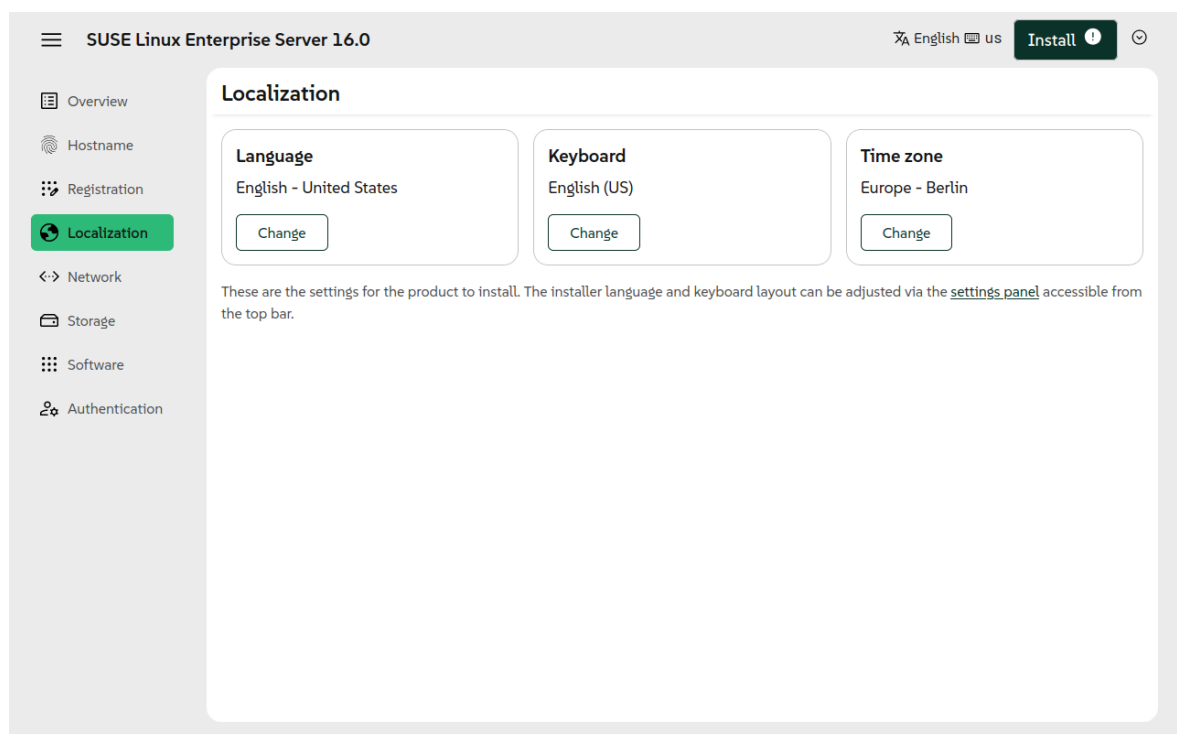 SUSE Linux Enterprise Server 16.0
English us
Install
Overview
Hostname
Registration
Localization
Network
Storage
Software
Authentication
Localization
Language
English - United States
Change
Keyboard
English (US)
Change
Time zone
Europe - Berlin
Change
These are the settings for the product to install. The installer language and keyboard layout can be adjusted via the settings panel accessible from
the top bar.